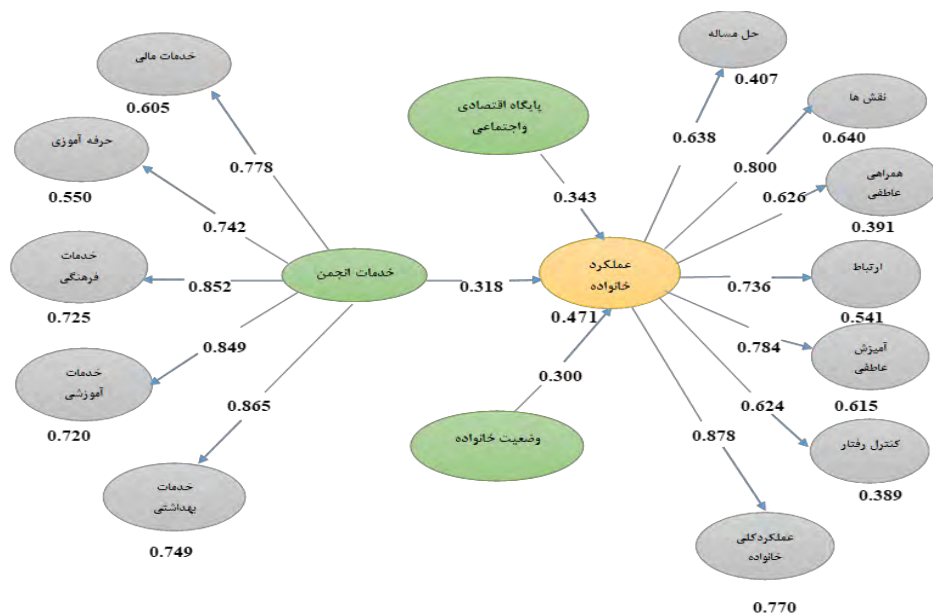 حل مساله
0.407
خدمات مالی
0.605
پایگاه اقتصادی
واجتماعی
نقش ها
0.640
0.638
0.800
حرفه آموزی
0.550
0.778
0.343
همراهی
عاطفی
0.391
0.626
0.742
خدمات
فرهنگی
0.725
0.852
خدمات انجمن
0.318
عملکرد
خانواده
0.471
0.736
ارتباط
0.541
0.849
0.784
آمیزش
عاطفی
0.615
خدمات
آموزشی
0.720
0.300
0.865
0.624
وضعیت خانواده
0.878
کنترل رفتار
0.389
خدمات
بهداشتی
0.749
عملکردکلی
خانواده
0.770